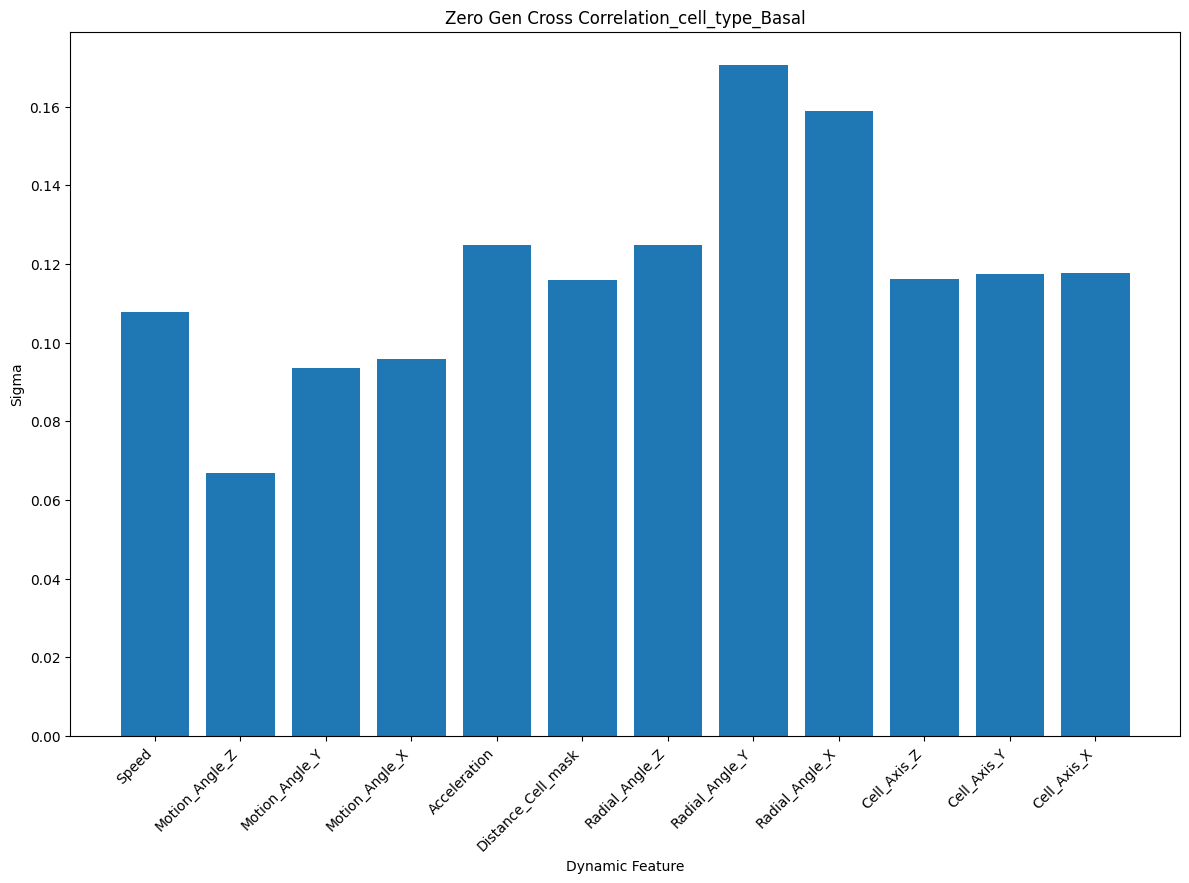 Zero Gen Cross Correlation_cell_type_Basal
Sigma
0.16
0.14
0.12
0.10
0.08
0.06
0.04
0.02
0.00
Speed
Motion_Angle_Z
Motion_Angle_Y
Motion_Angle_X
Acceleration
Distance_Cell_mask
Radial_Angle_Z
Radial_Angle_Y
Radial_Angle_X
Cell_Axis_Z
Cell_Axis_Y
Cell_Axis_X
Dynamic Feature